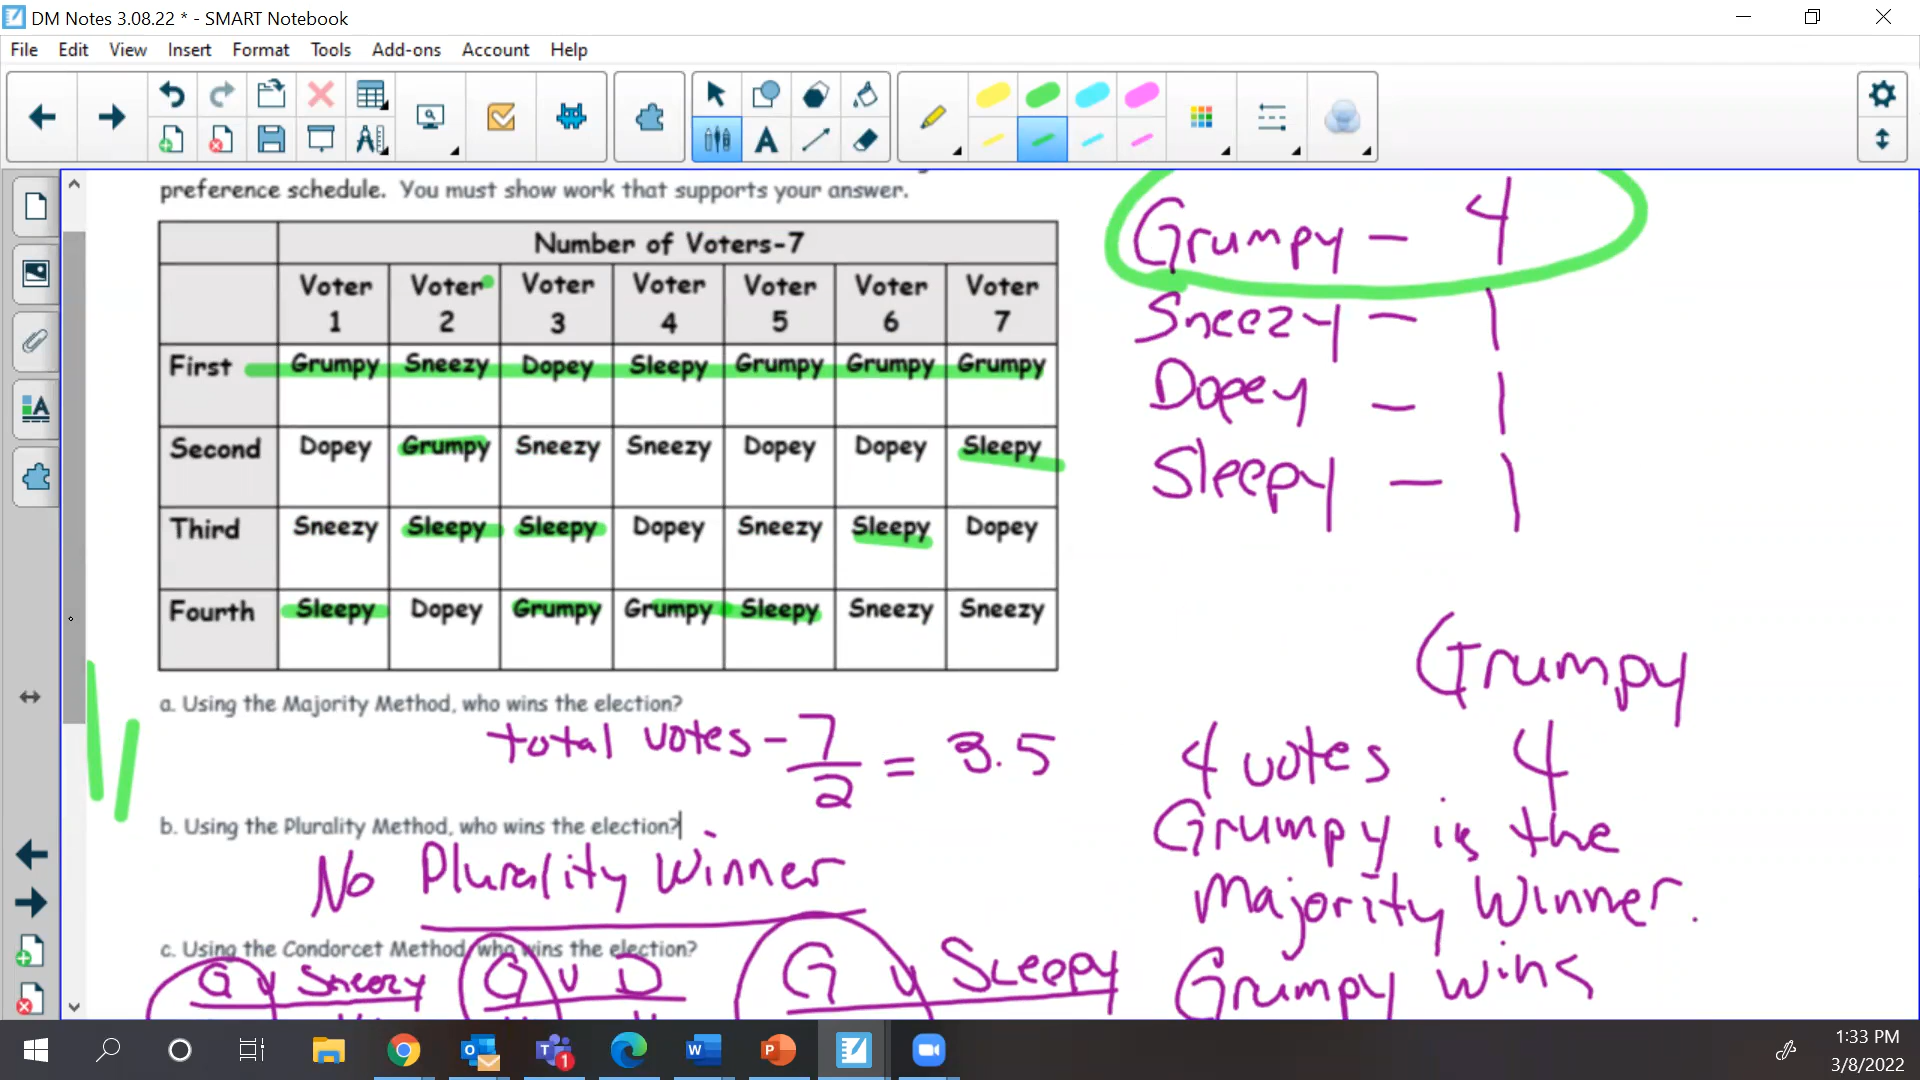 DM Notes 3.08.22 * - SMART Notebook
File Edit View Insert Format Tools Add-ons Account Help
preference schedule. You must show work that supports your answer.
Number of Voters-7
Voter 1 Voter 2 Voter 3 Voter 4 Voter 5 Voter 6 Voter 7
First Grumpy Sneezy Dopey Sleepy Grumpy Grumpy Grumpy
Second Dopey Grumpy Sneezy Sneezy Dopey Dopey Sleepy
Third Sneezy Sleepy Sleepy Dopey Sneezy Sleepy Dopey
Fourth Sleepy Dopey Grumpy Grumpy Sleepy Sneezy Sneezy
Grumpy - 4
Sneezy - 1
Dopey - 1
Sleepy - 1
a. Using the Majority Method, who wins the election?
total votes - 7/2 = 3.5
Grumpy
4 votes 4
Grumpy is the
Majority Winner.
Grumpy wins
b. Using the Plurality Method, who wins the election?
No Plurality Winner
c. Using the Condorcet Method, who wins the election?
G v Sneezy G v D G v Sleepy
1
1:33 PM
3/8/2022